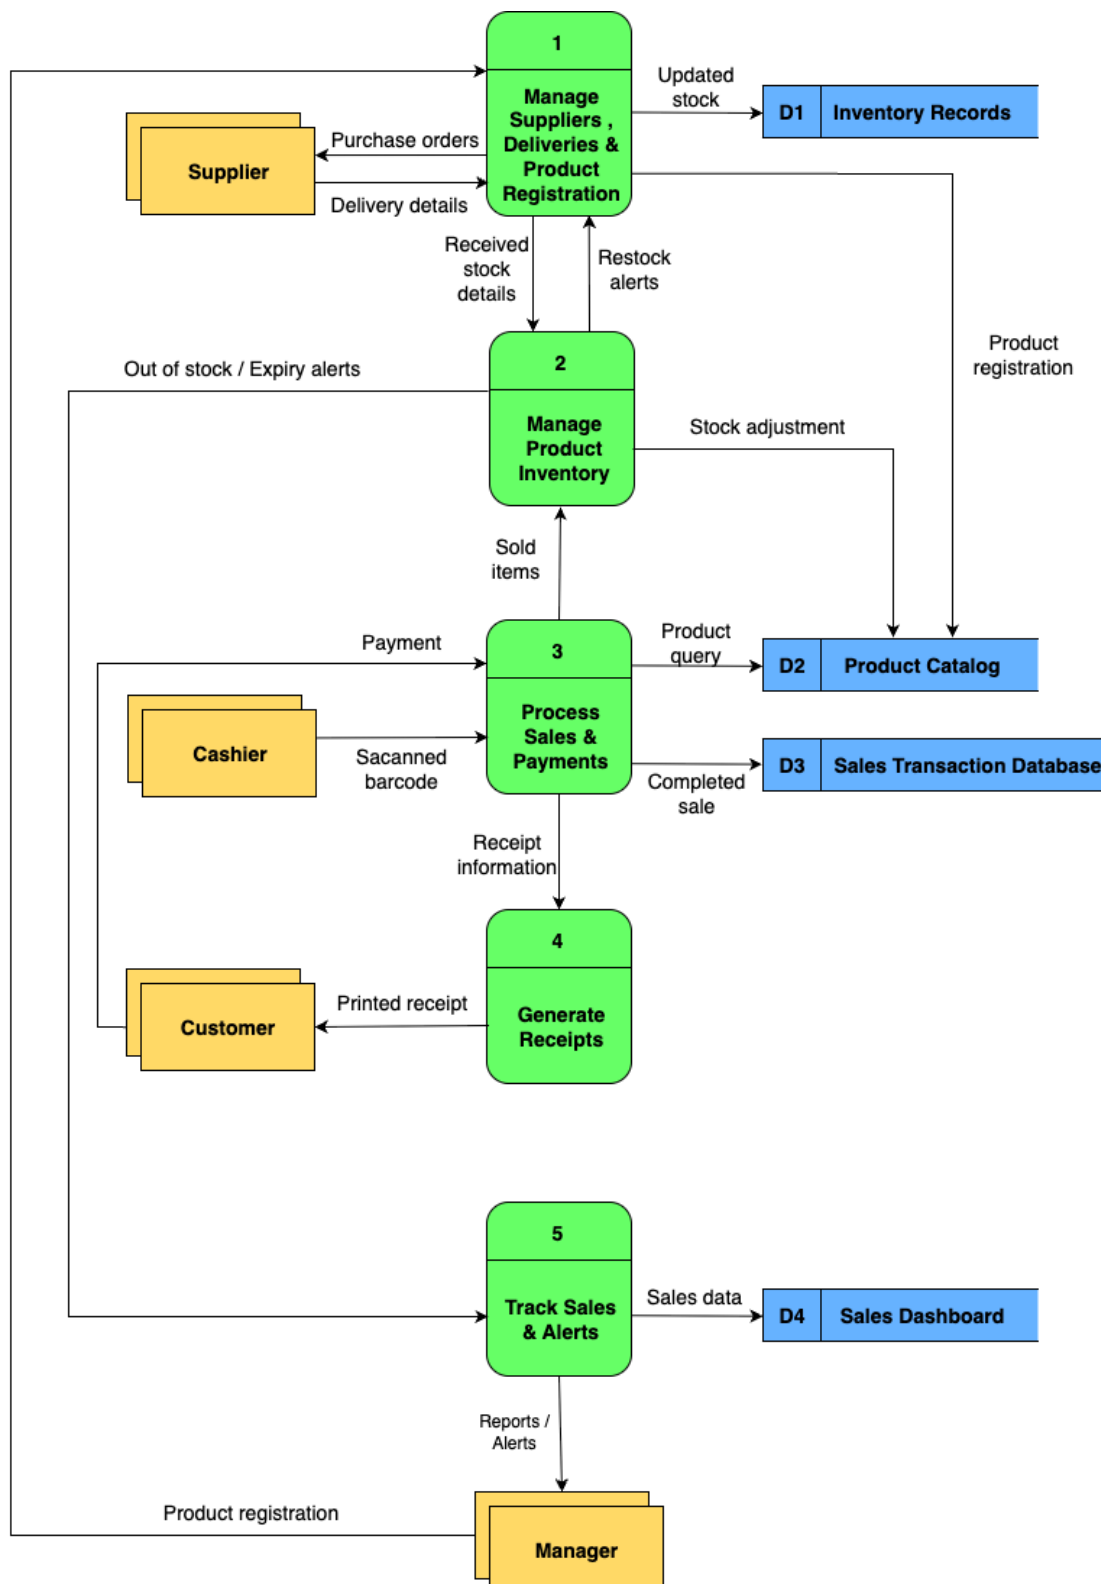 1
Manage
Suppliers ,
Deliveries &
Product
Registration
Updated
stock
D1 Inventory Records
Supplier
Purchase orders
Delivery details
Received
stock
details
Restock
alerts
Product
registration
Out of stock / Expiry alerts
2
Manage
Product
Inventory
Stock adjustment
Sold
items
Payment
3
Process
Sales &
Payments
Product
query
D2 Product Catalog
Cashier
Sacanned
barcode
Completed
sale
D3 Sales Transaction Database
Receipt
information
4
Generate
Receipts
Customer
Printed receipt
5
Track Sales
& Alerts
Sales data
D4 Sales Dashboard
Reports /
Alerts
Product registration
Manager